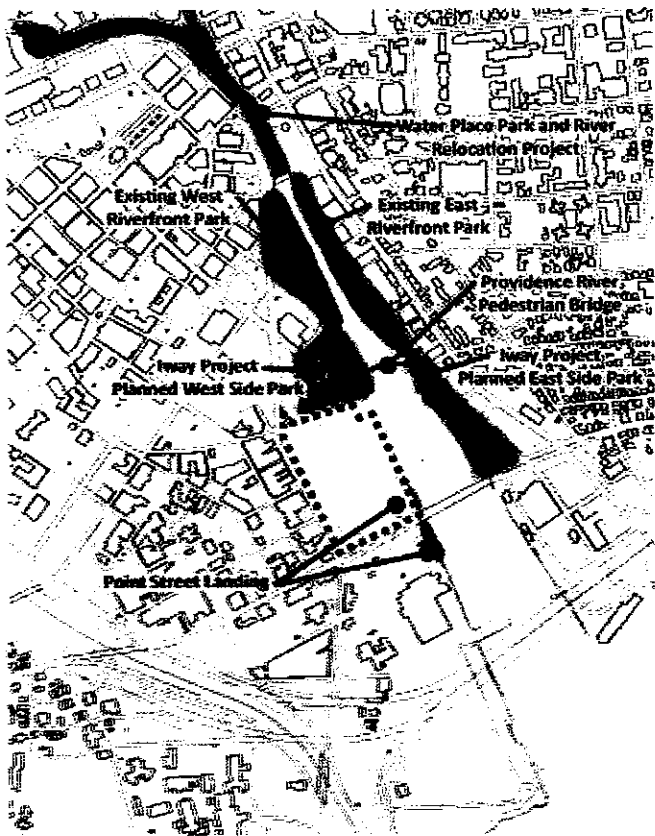 Water Place Park and River
Relocation Project
Existing West
Riverfront Park
Existing East
Riverfront Park
Providence River
Pedestrian Bridge
Iway Project
Planned West Side Park
Iway Project
Planned East Side Park
Point Street Landing